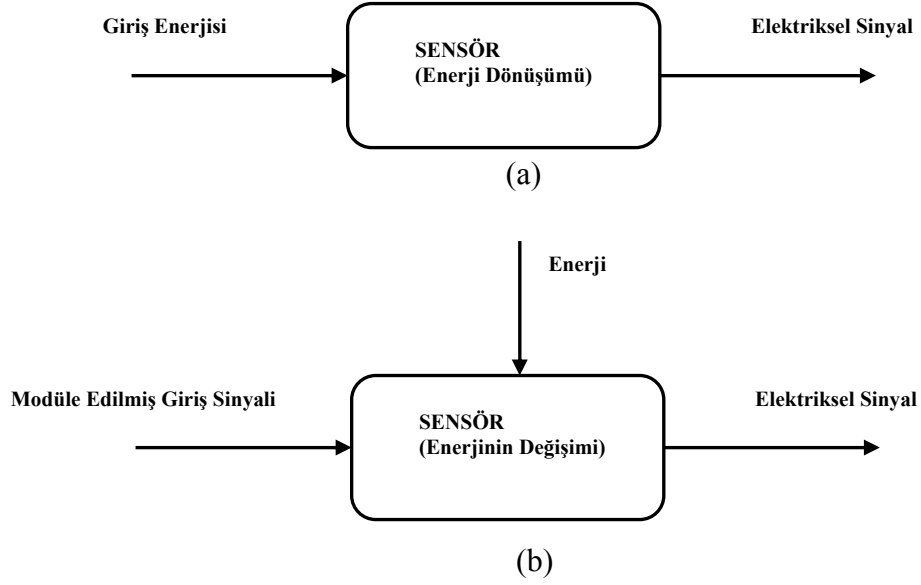 Giriş Enerjisi
Elektriksel Sinyal
SENSÖR
(Enerji Dönüşümü)
(a)
Enerji
Modüle Edilmiş Giriş Sinyali
Elektriksel Sinyal
SENSÖR
(Enerjinin Değişimi)
(b)